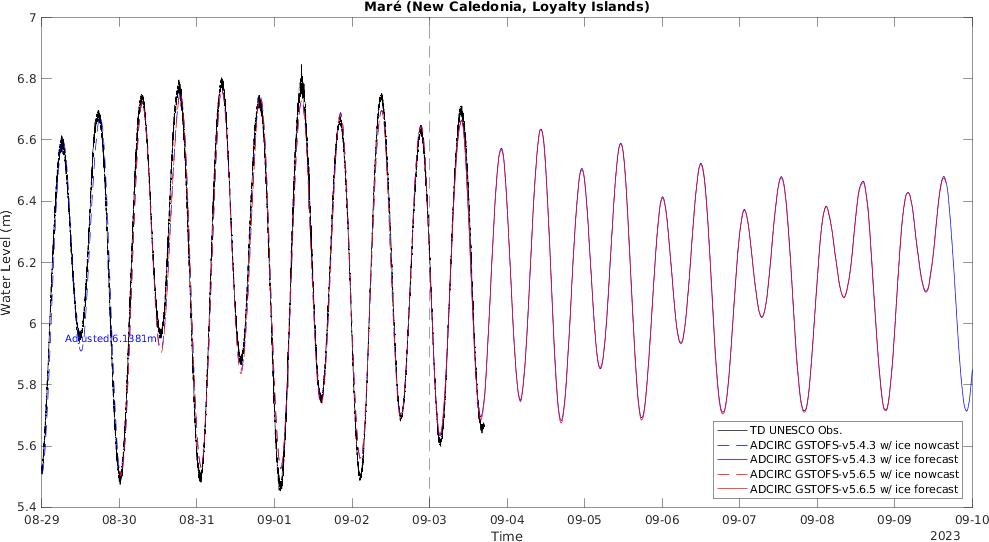 Maré (New Caledonia, Loyalty Islands)
7
6.8
6.6
6.4
6.2
6
5.8
5.6
5.4
Water Level (m)
Adjusted 6.1381m
TD UNESCO Obs.
ADCIRC GSTOFS-v5.4.3 w/ ice nowcast
ADCIRC GSTOFS-v5.4.3 w/ ice forecast
ADCIRC GSTOFS-v5.6.5 w/ ice nowcast
ADCIRC GSTOFS-v5.6.5 w/ ice forecast
08-29 08-30 08-31 09-01 09-02 09-03 09-04 09-05 09-06 09-07 09-08 09-09 09-10
Time
2023